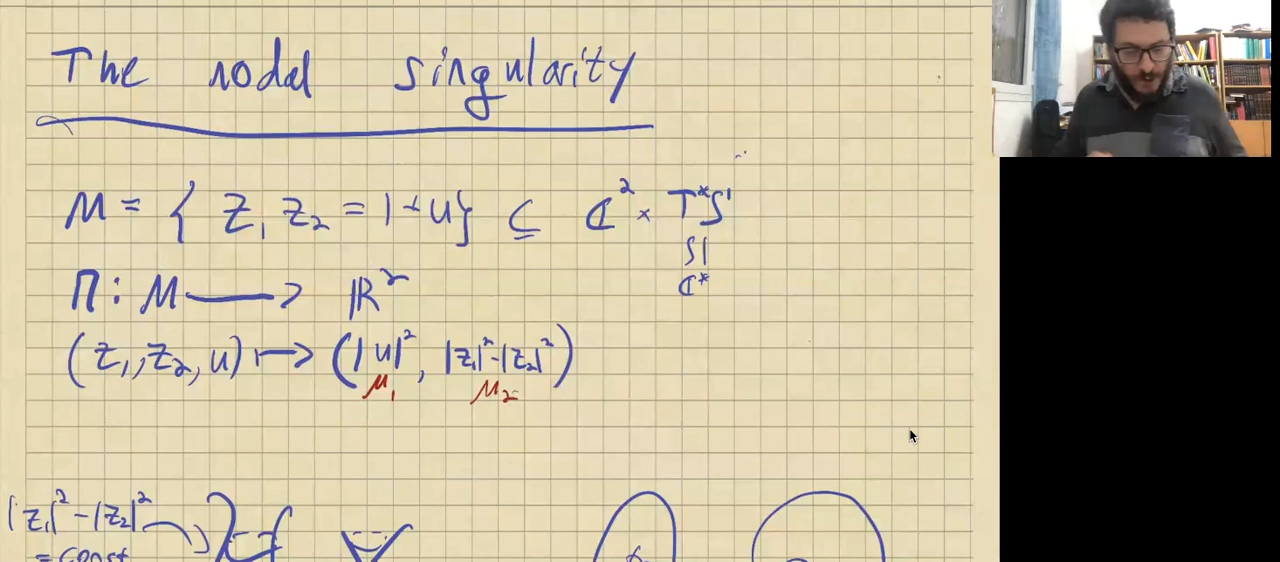 The nodal singularity
M = { Z₁ Z₂ = 1+u} ⊆ ℂ² × T*S¹
S|
ℂ*
Π : M ⟶ ℝ²
(Z₁, Z₂, u) ↦ (|u|², |Z₁|²-|Z₂|²)
μ₁ μ₂
|Z₁|² - |Z₂|²
= const